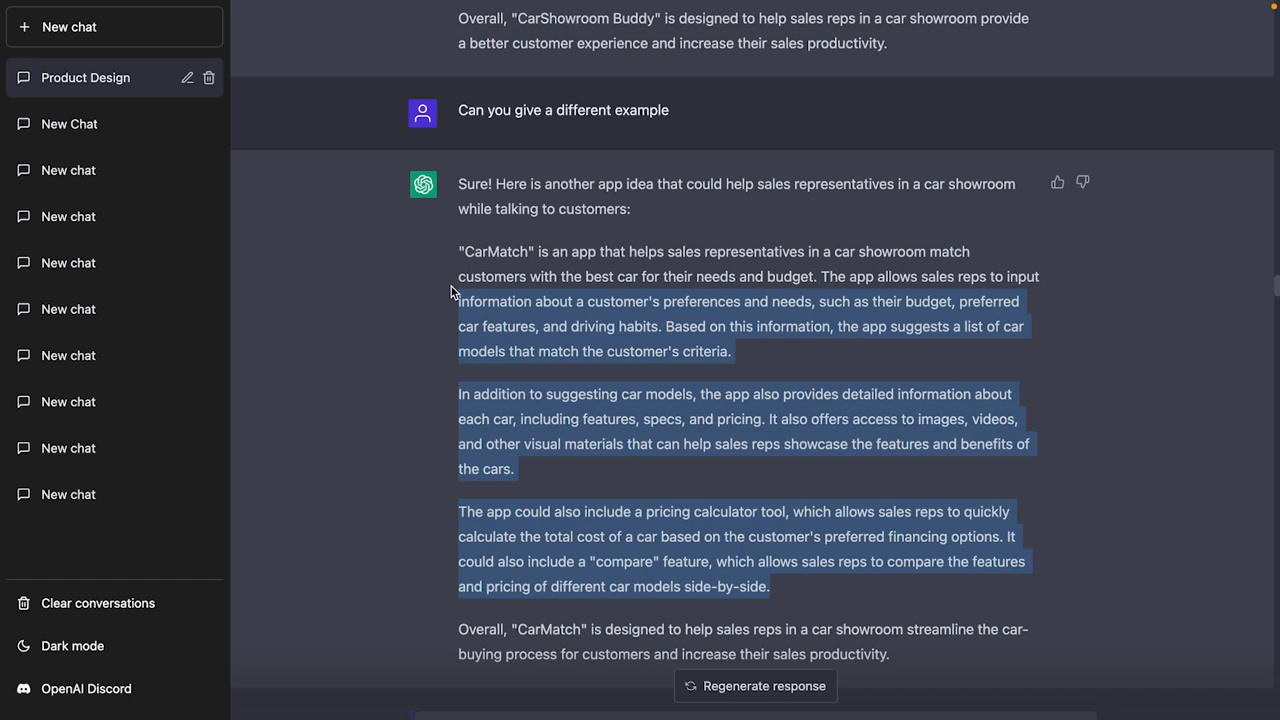 New chat
Product Design
New Chat
New chat
New chat
New chat
New chat
New chat
New chat
New chat
New chat
Clear conversations
Dark mode
OpenAI Discord
Overall, "CarShowroom Buddy" is designed to help sales reps in a car showroom provide
a better customer experience and increase their sales productivity.
Can you give a different example
Sure! Here is another app idea that could help sales representatives in a car showroom
while talking to customers:
"CarMatch" is an app that helps sales representatives in a car showroom match
customers with the best car for their needs and budget. The app allows sales reps to input
information about a customer's preferences and needs, such as their budget, preferred
car features, and driving habits. Based on this information, the app suggests a list of car
models that match the customer's criteria.
In addition to suggesting car models, the app also provides detailed information about
each car, including features, specs, and pricing. It also offers access to images, videos,
and other visual materials that can help sales reps showcase the features and benefits of
the cars.
The app could also include a pricing calculator tool, which allows sales reps to quickly
calculate the total cost of a car based on the customer's preferred financing options. It
could also include a "compare" feature, which allows sales reps to compare the features
and pricing of different car models side-by-side.
Overall, "CarMatch" is designed to help sales reps in a car showroom streamline the car-
buying process for customers and increase their sales productivity.
Regenerate response